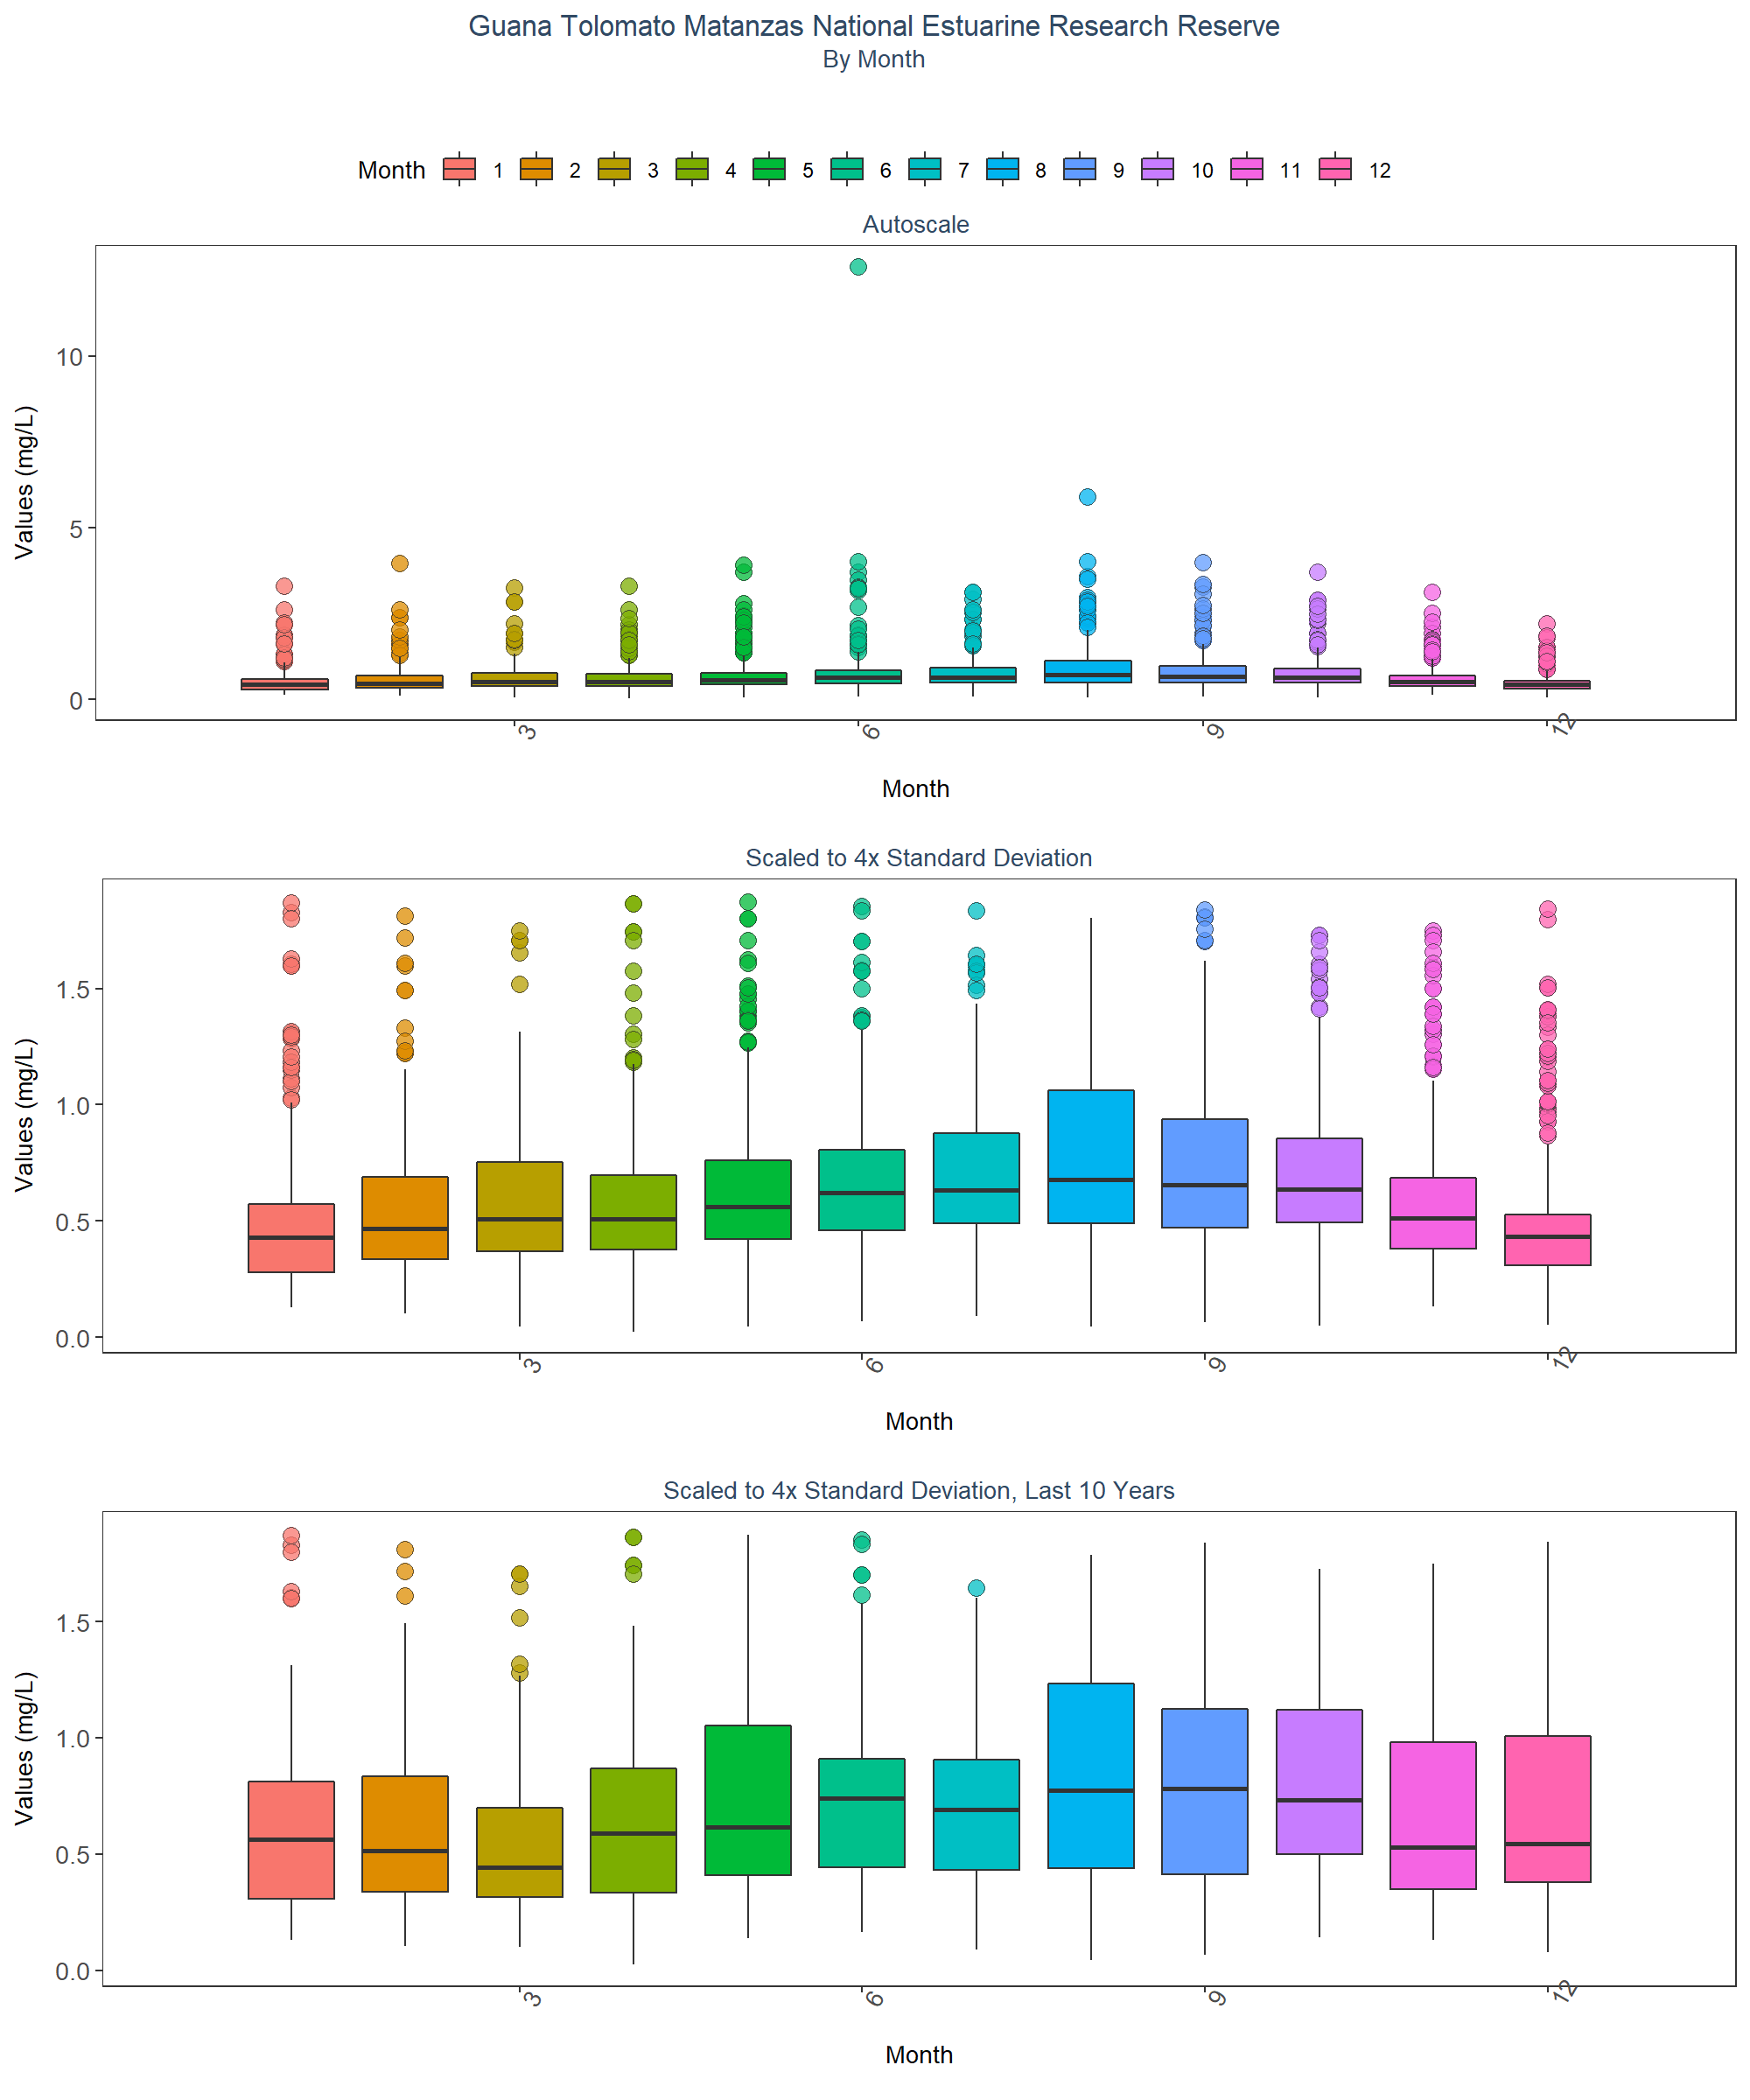 Guana Tolomato Matanzas National Estuarine Research Reserve
By Month
Month 1 2 3 4 5 6 7 8 9 10 11 12
Autoscale
Values (mg/L)
10
5
0
3 6 9 12
Month
Scaled to 4x Standard Deviation
Values (mg/L)
1.5
1.0
0.5
0.0
3 6 9 12
Month
Scaled to 4x Standard Deviation, Last 10 Years
Values (mg/L)
1.5
1.0
0.5
0.0
3 6 9 12
Month